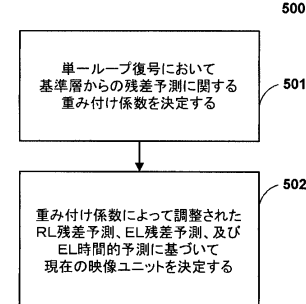 500
単一ループ復号において
基準層からの残差予測に関する
重み付け係数を決定する
501
重み付け係数によって調整された
RL残差予測、EL残差予測、及び
EL時間的予測に基づいて
現在の映像ユニットを決定する
502